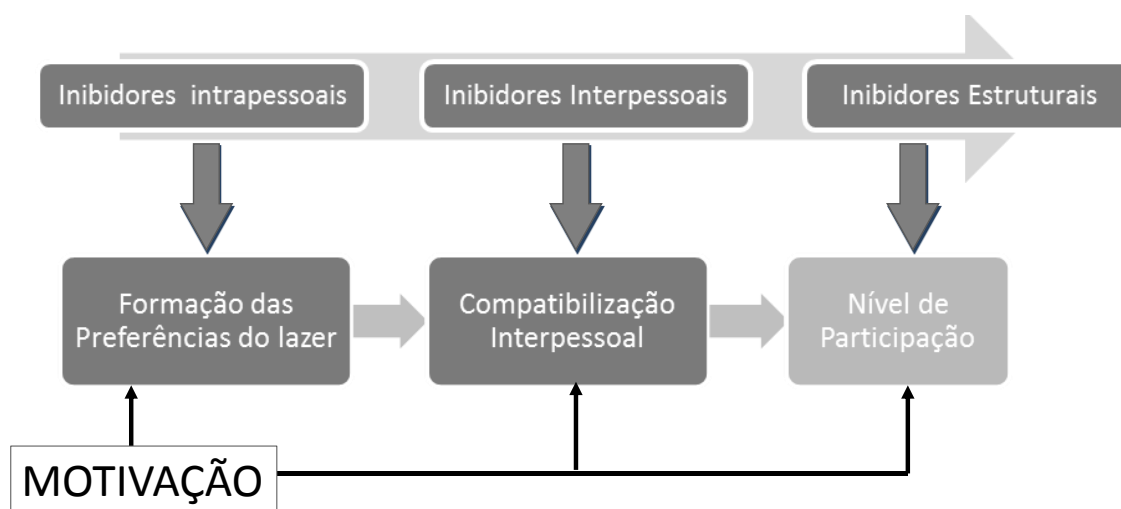 Inibidores intrapessoais
Inibidores Interpessoais
Inibidores Estruturais
Formação das
Preferências do lazer
Compatibilização
Interpessoal
Nível de
Participação
MOTIVAÇÃO